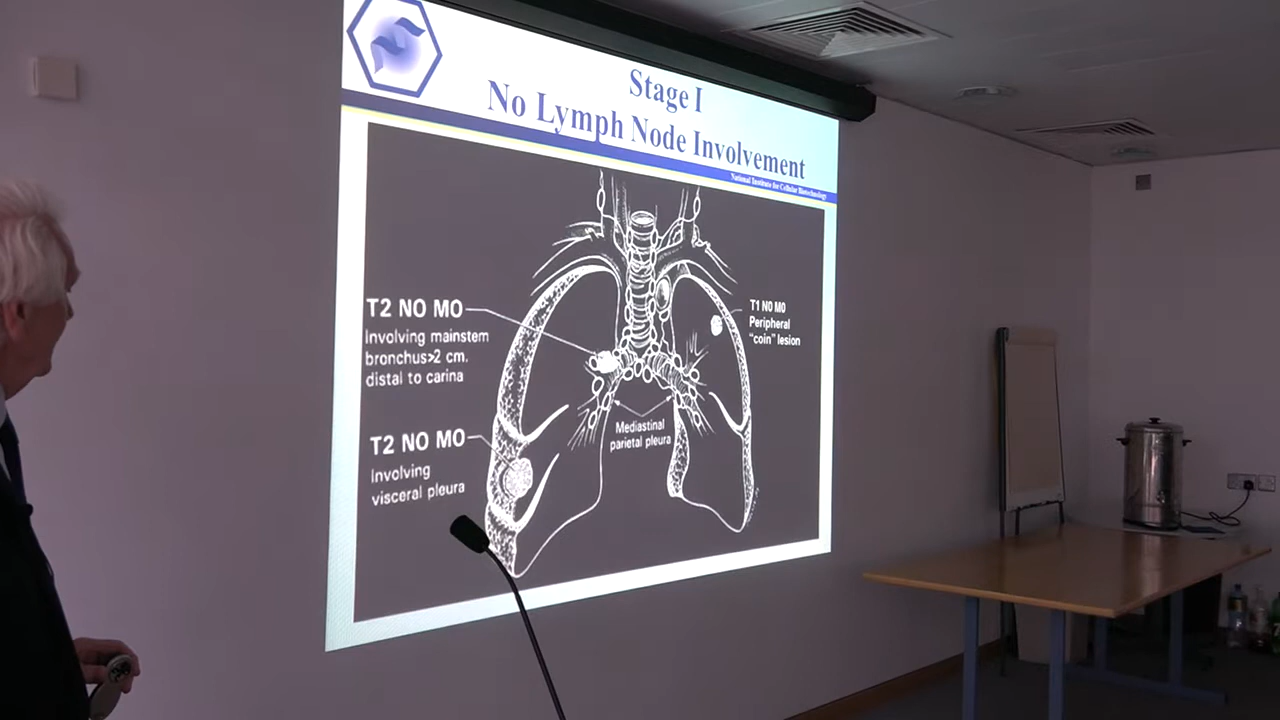 Stage I
No Lymph Node Involvement
National Institute for Cellular Biotechnology
T2 NO MO
Involving mainstem
bronchus>2 cm.
distal to carina
T1 NO MO
Peripheral
“coin” lesion
T2 NO MO
Involving
visceral pleura
Mediastinal
parietal pleura